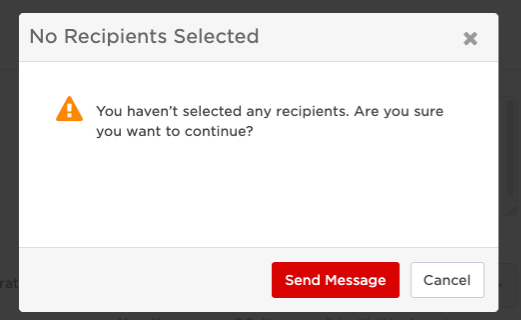 No Recipients Selected
You haven’t selected any recipients. Are you sure
you want to continue?
Send Message
Cancel